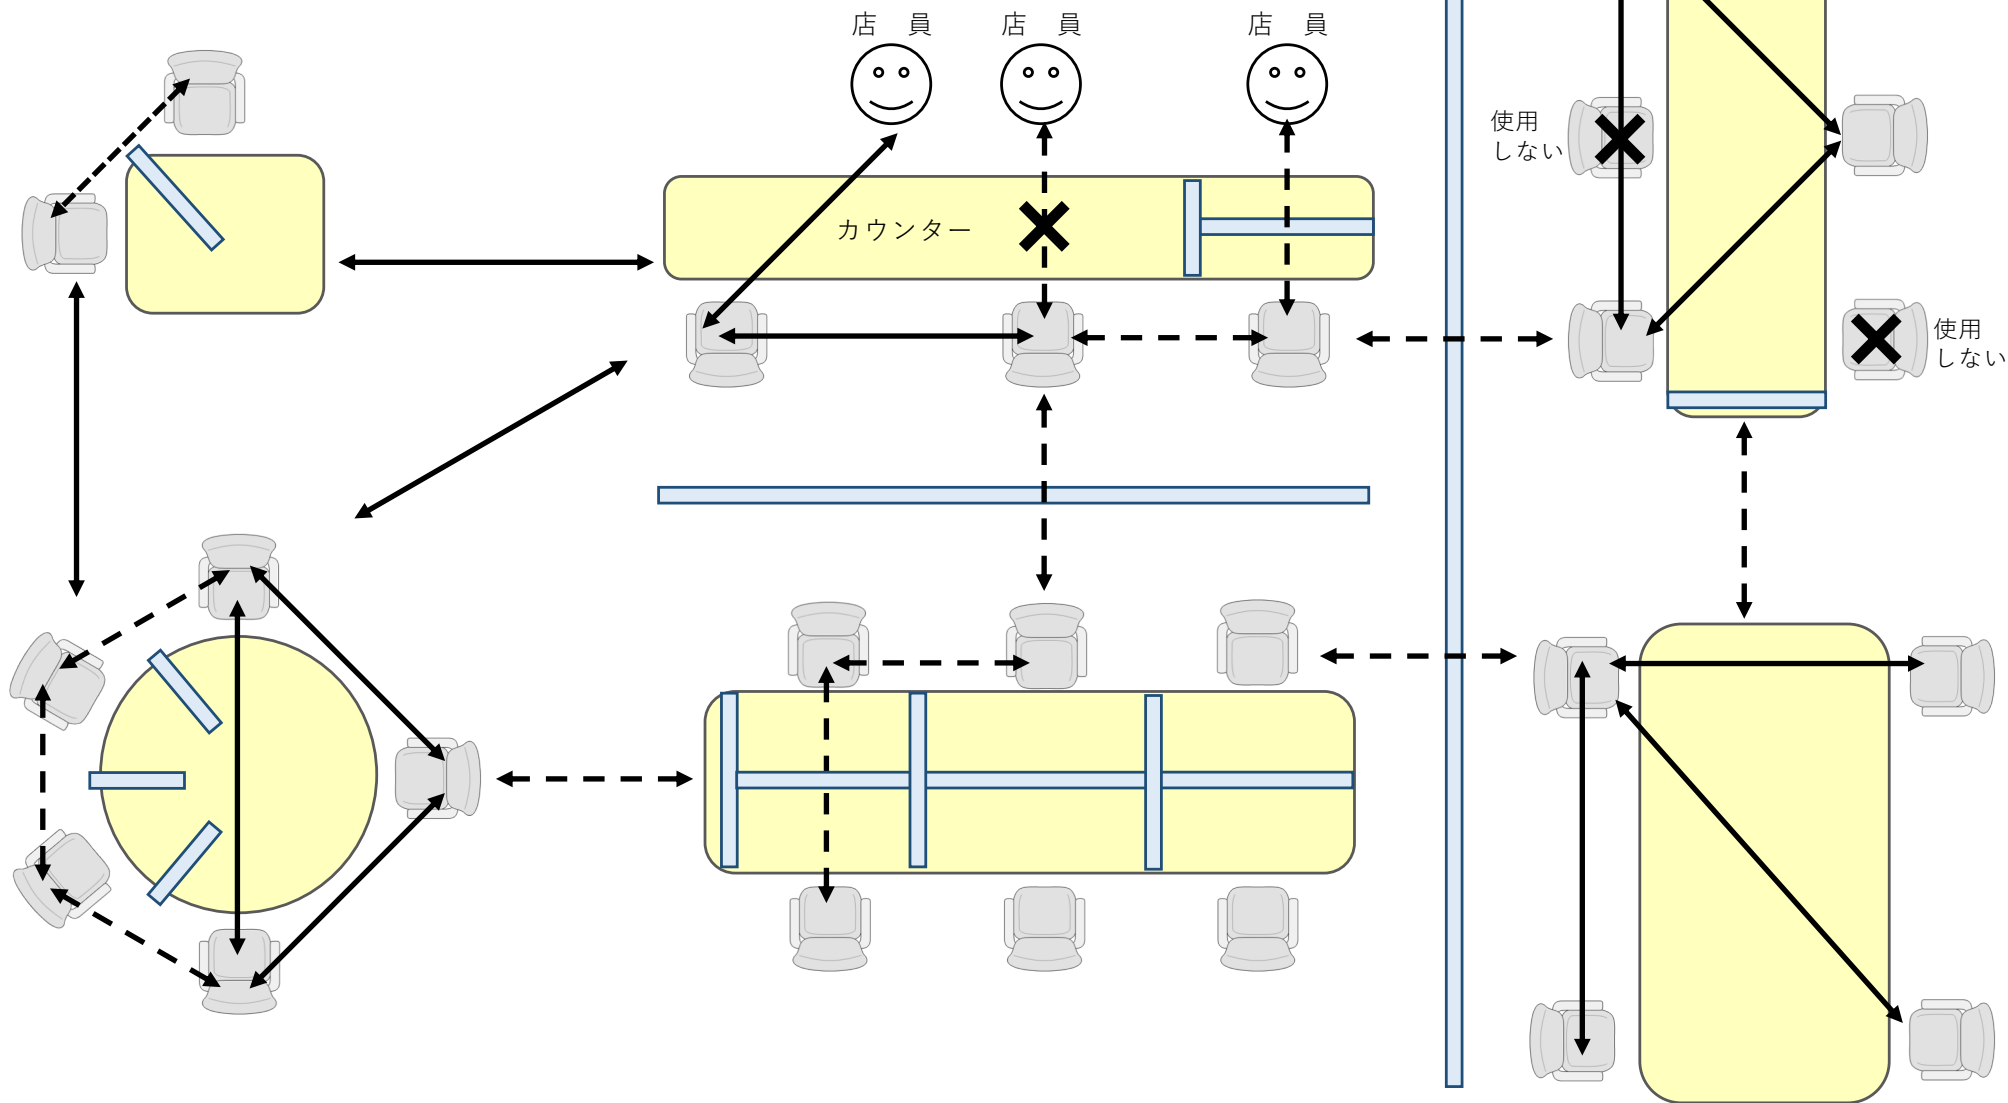 店　員
店　員
店　員
使用
しない
カウンター
使用
しない